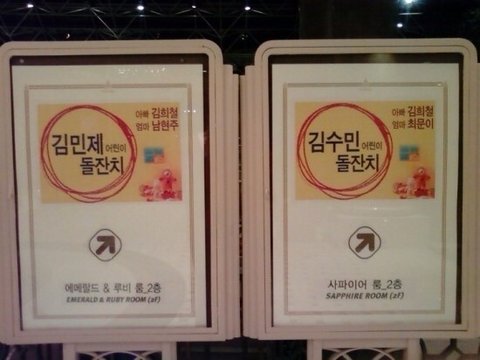 아빠 김희철
엄마 남현주
김민제 어린이
돌잔치
에메랄드 & 루비 룸_2층
EMERALD & RUBY ROOM (2F)
아빠 김희철
엄마 최문이
김수민 어린이
돌잔치
사파이어 룸_2층
SAPPHIRE ROOM (2F)